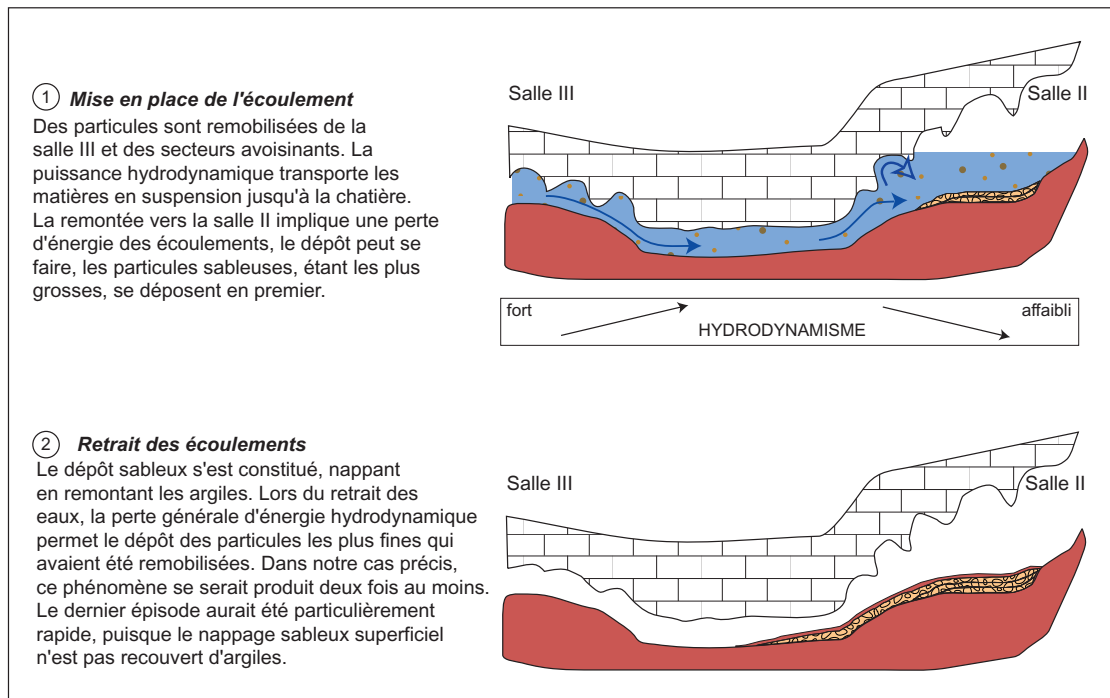 1 Mise en place de l'écoulement
Des particules sont remobilisées de la
salle III et des secteurs avoisinants. La
puissance hydrodynamique transporte les
matières en suspension jusqu'à la chatière.
La remontée vers la salle II implique une perte
d'énergie des écoulements, le dépôt peut se
faire, les particules sableuses, étant les plus
grosses, se déposent en premier.
Salle III
Salle II
fort
affaibli
HYDRODYNAMISME
2 Retrait des écoulements
Le dépôt sableux s'est constitué, nappant
en remontant les argiles. Lors du retrait des
eaux, la perte générale d'énergie hydrodynamique
permet le dépôt des particules les plus fines qui
avaient été remobilisées. Dans notre cas précis,
ce phénomène se serait produit deux fois au moins.
Le dernier épisode aurait été particulièrement
rapide, puisque le nappage sableux superficiel
n'est pas recouvert d'argiles.
Salle III
Salle II